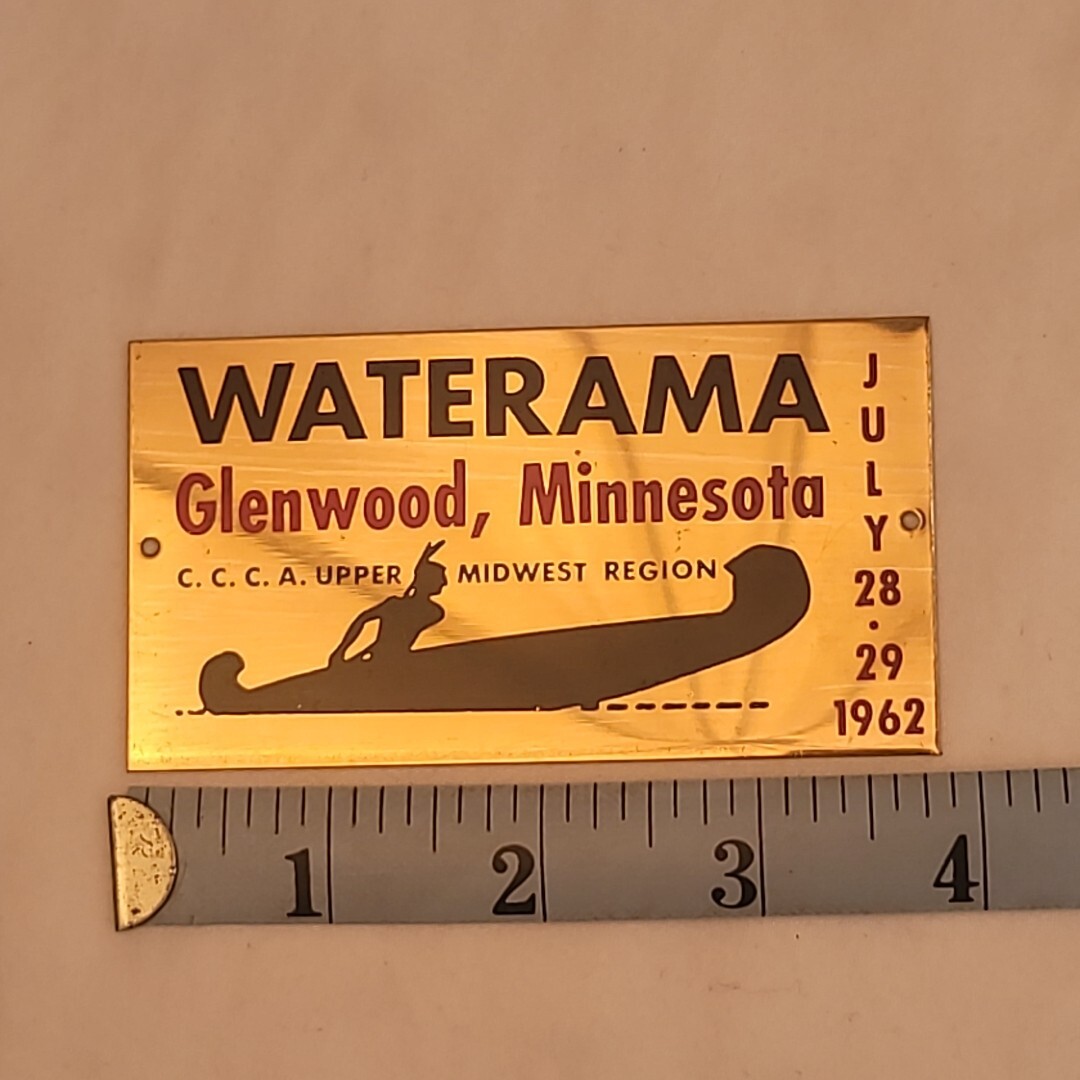 WATERAMA
Glenwood, Minnesota
C. C. C. A. UPPER MIDWEST REGION
JULY
28 · 29
1962
1 2 3 4